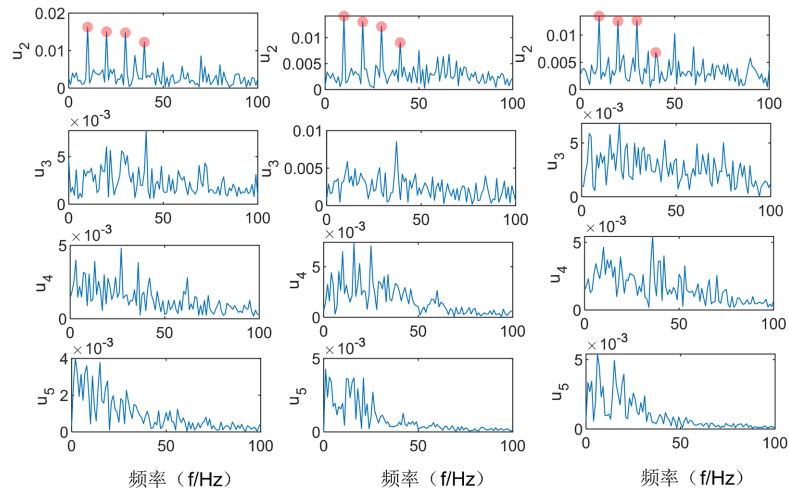 0.02 0.01 0.01
u2 0.01 u2 0.005 u2 0.005
0 0 0
0 50 100 0 50 100 0 50 100
×10-3 0.01 ×10-3
u3 5 u3 0.005 u3 5
0 0 0
0 50 100 0 50 100 0 50 100
×10-3 ×10-3 ×10-3
5 5 5
u4 u4 u4
0 0 0
0 50 100 0 50 100 0 50 100
×10-3 ×10-3 ×10-3
4 5 5
u5 2 u5 u5
0 0 0
0 50 100 0 50 100 0 50 100
频率（f/Hz） 频率（f/Hz） 频率（f/Hz）